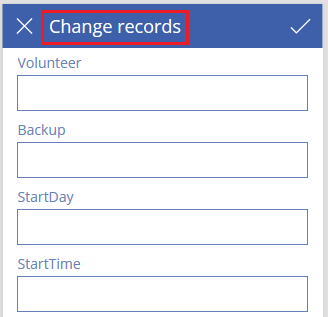 Change records
Volunteer
Backup
StartDay
StartTime